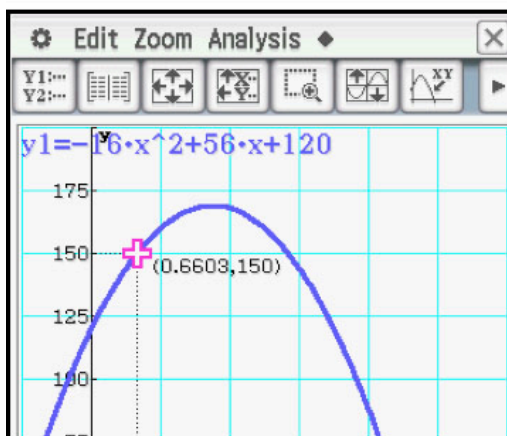 Edit Zoom Analysis
Y1:··· XY
Y2:···
y
y1=-16·x^2+56·x+120
175
150
(0.6603,150)
125
100